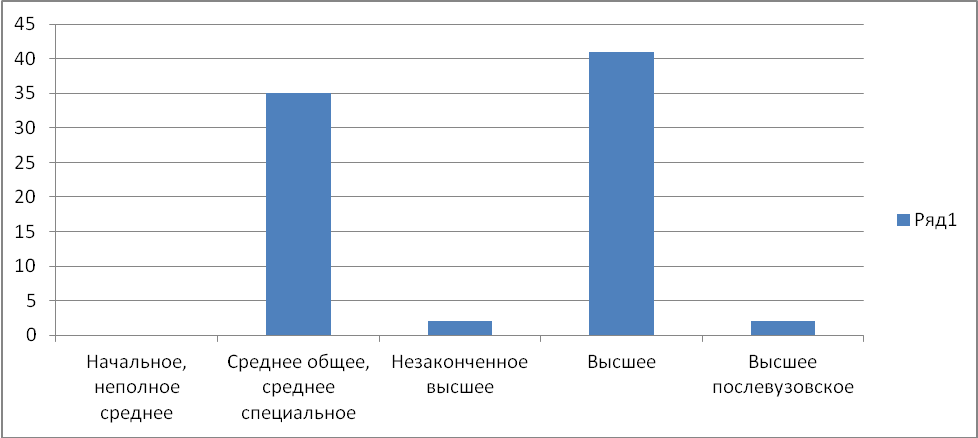 45
40
35
30
25
20
15
10
5
0
Начальное,
неполное
среднее
Среднее общее,
среднее
специальное
Незаконченное
высшее
Высшее
Высшее
послевузовское
Ряд1